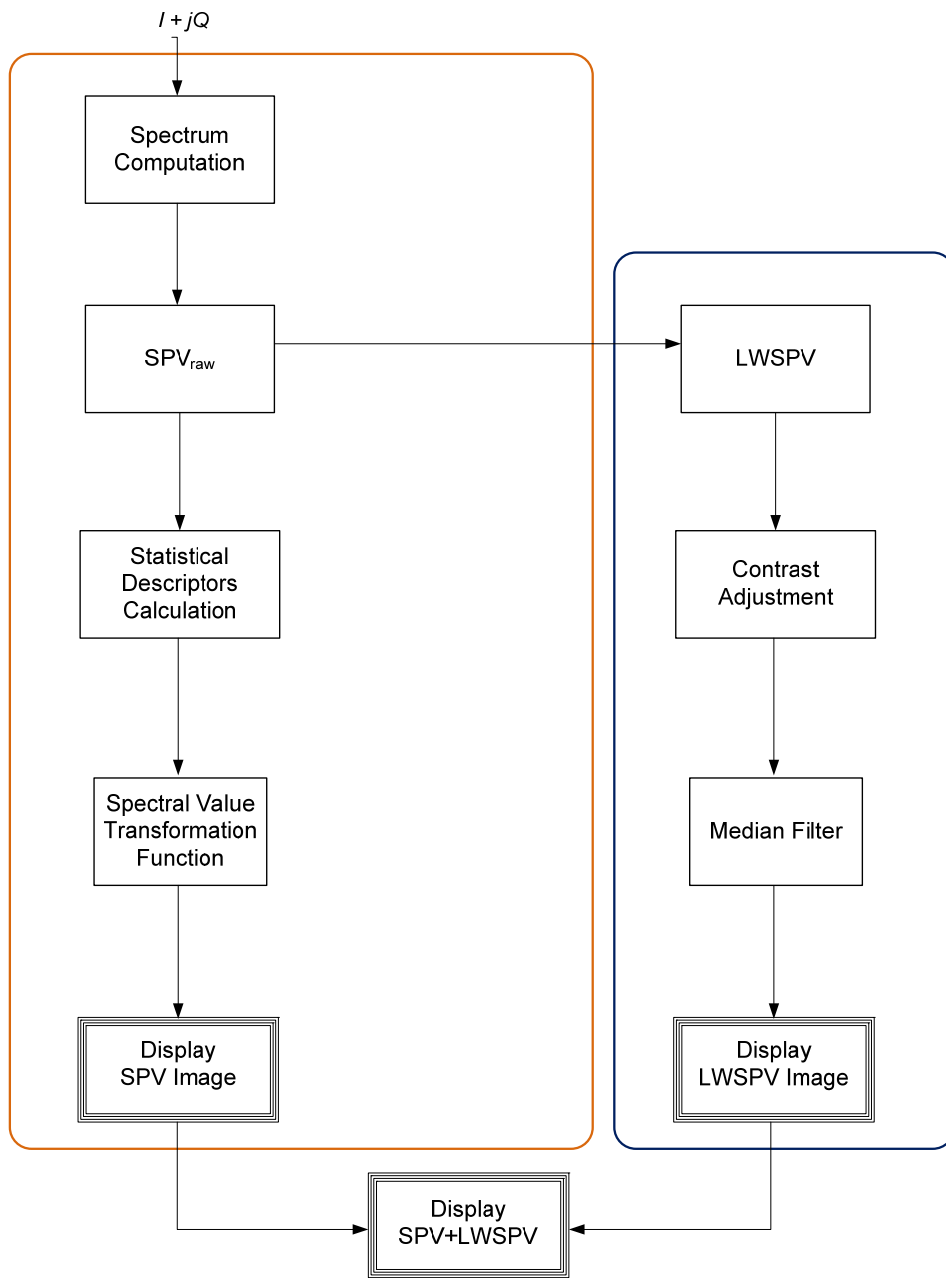 I + jQ
Spectrum
Computation
SPVraw
LWSPV
Statistical
Descriptors
Calculation
Contrast
Adjustment
Spectral Value
Transformation
Function
Median Filter
Display
SPV Image
Display
LWSPV Image
Display
SPV+LWSPV